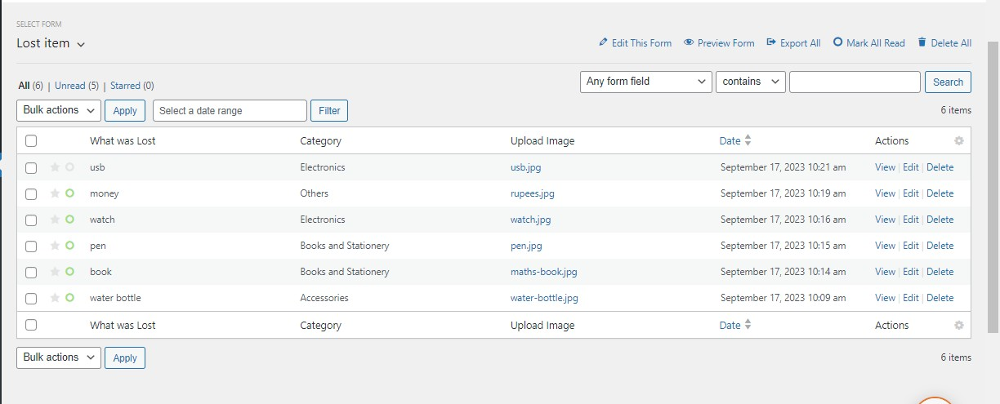 SELECT FORM
Lost item
Edit This Form Preview Form Export All Mark All Read Delete All
All (6) | Unread (5) | Starred (0)
Any form field contains Search
Bulk actions Apply Select a date range Filter
6 items
What was Lost Category Upload Image Date Actions
usb Electronics usb.jpg September 17, 2023 10:21 am View | Edit | Delete
money Others rupees.jpg September 17, 2023 10:19 am View | Edit | Delete
watch Electronics watch.jpg September 17, 2023 10:16 am View | Edit | Delete
pen Books and Stationery pen.jpg September 17, 2023 10:15 am View | Edit | Delete
book Books and Stationery maths-book.jpg September 17, 2023 10:14 am View | Edit | Delete
water bottle Accessories water-bottle.jpg September 17, 2023 10:09 am View | Edit | Delete
What was Lost Category Upload Image Date Actions
Bulk actions Apply
6 items